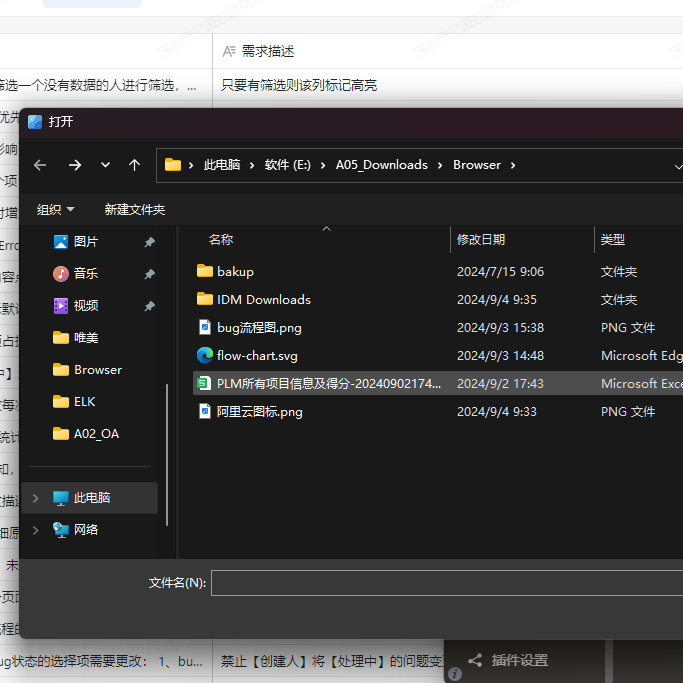 需求描述
筛选一个没有数据的人进行筛选，...
只要有筛选则该列标记高亮
打开
此电脑 > 软件 (E:) > A05_Downloads > Browser >
组织
新建文件夹
图片
音乐
视频
唯美
Browser
ELK
A02_OA
此电脑
网络
名称 修改日期 类型
bakup 2024/7/15 9:06 文件夹
IDM Downloads 2024/9/4 9:35 文件夹
bug流程图.png 2024/9/3 15:38 PNG 文件
flow-chart.svg 2024/9/3 14:48 Microsoft Edg
PLM所有项目信息及得分-20240902174... 2024/9/2 17:43 Microsoft Exce
阿里云图标.png 2024/9/4 9:33 PNG 文件
文件名(N):
ug状态的选择项需要更改： 1、bu...
禁止【创建人】将【处理中】的问题变
插件设置